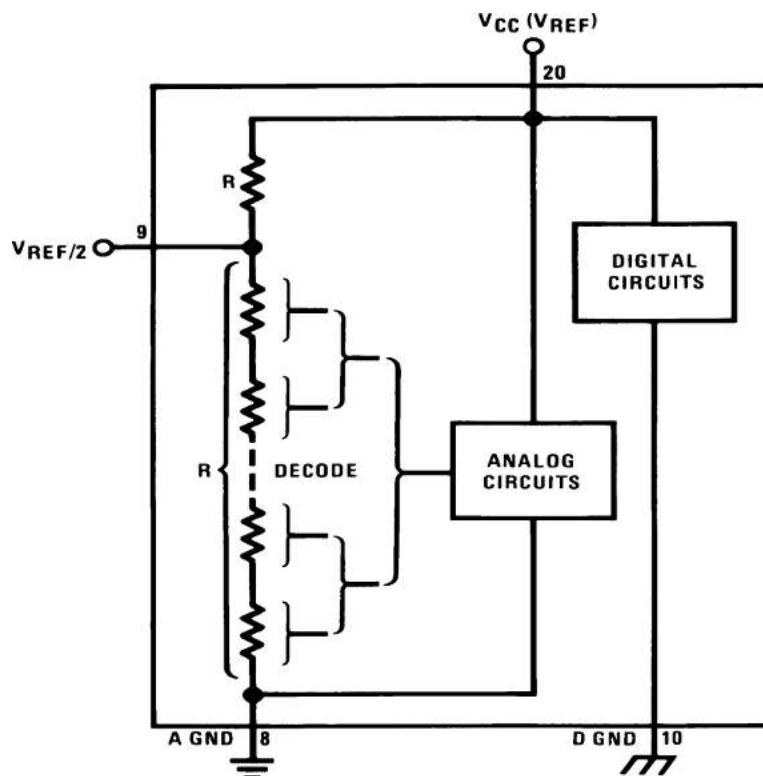 VCC (VREF)
20
R
9
VREF/2
DIGITAL
CIRCUITS
R
DECODE
ANALOG
CIRCUITS
A GND
8
D GND
10